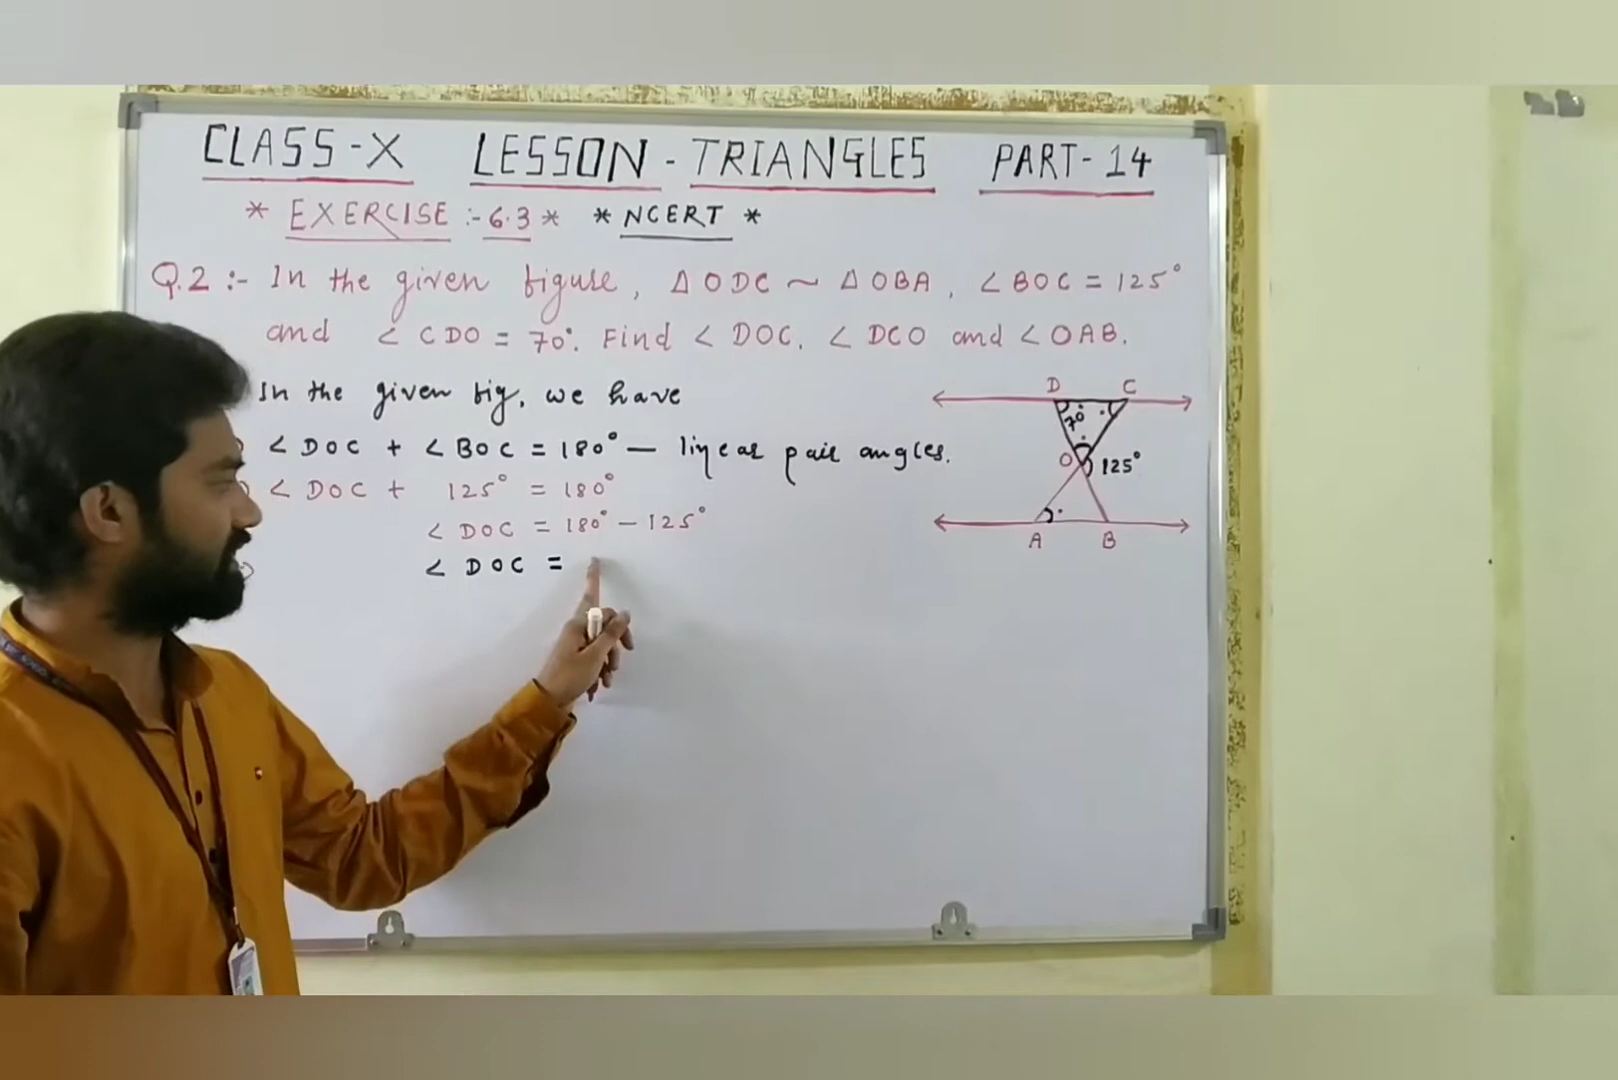 CLASS-X LESSON-TRIANGLES PART-14
* EXERCISE :- 6.3 * * NCERT *
Q.2 :- In the given figure, Δ ODC ~ Δ OBA, ∠ BOC = 125°
and ∠ CDO = 70°. Find ∠ DOC, ∠ DCO and ∠ OAB.
In the given fig, we have
∠ DOC + ∠ BOC = 180° — linear pair angles.
∠ DOC + 125° = 180°
∠ DOC = 180° - 125°
∠ DOC =
D C
70°
O 125°
A B